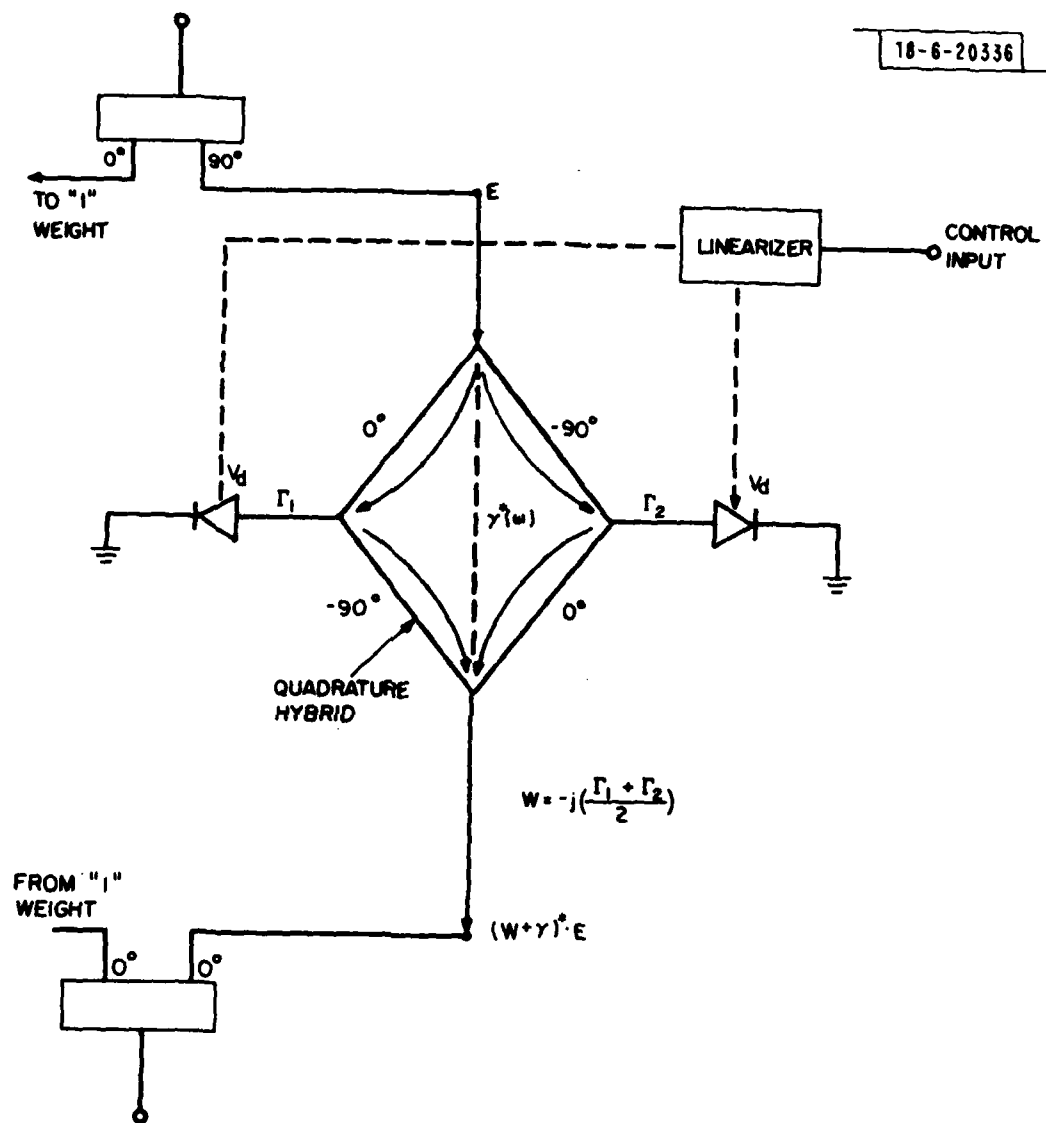 18-6-20336
0°
90°
TO "I"
WEIGHT
E
LINEARIZER
CONTROL
INPUT
0°
-90°
Vd
Γ1
γ*(ω)
Γ2
Vd
-90°
0°
QUADRATURE
HYBRID
W = -j(Γ1 + Γ2 / 2)
FROM "I"
WEIGHT
(W+γ)*·E
0°
0°